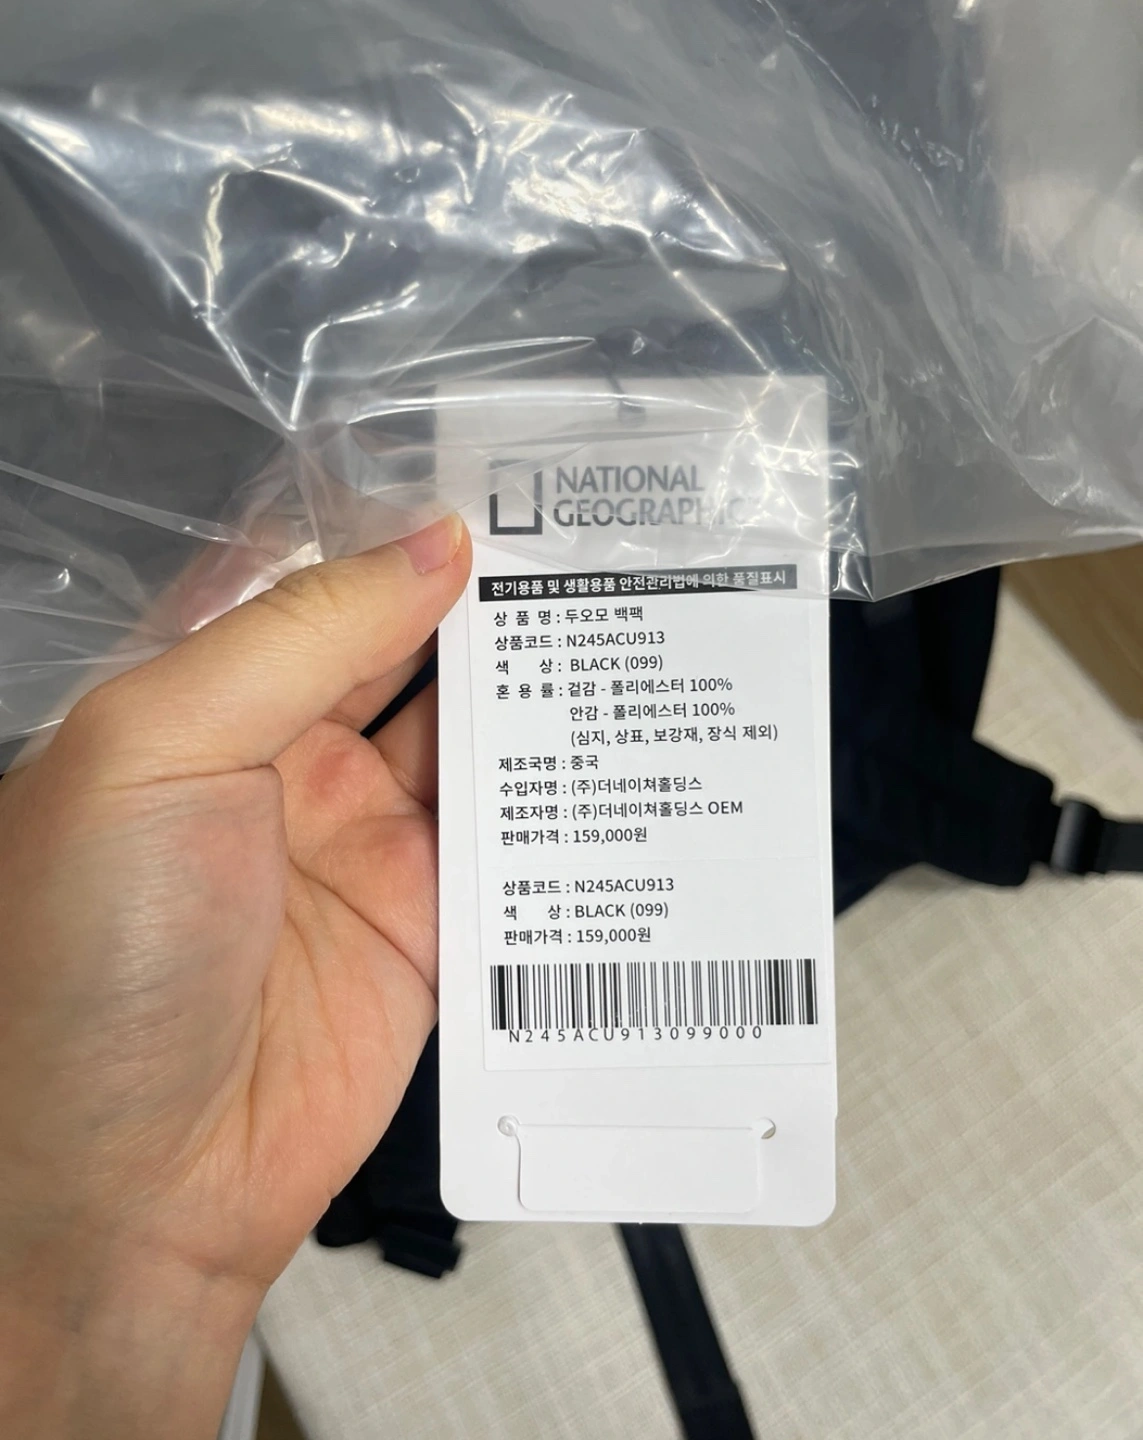 NATIONAL
GEOGRAPHIC
전기용품 및 생활용품 안전관리법에 의한 품질표시
상 품 명 : 두오모 백팩
상품코드 : N245ACU913
색 상 : BLACK (099)
혼 용 률 : 겉감 - 폴리에스터 100%
안감 - 폴리에스터 100%
(심지, 상표, 보강재, 장식 제외)
제조국명 : 중국
수입자명 : (주)더네이쳐홀딩스
제조자명 : (주)더네이쳐홀딩스 OEM
판매가격 : 159,000원
상품코드 : N245ACU913
색 상 : BLACK (099)
판매가격 : 159,000원
N245ACU913099000